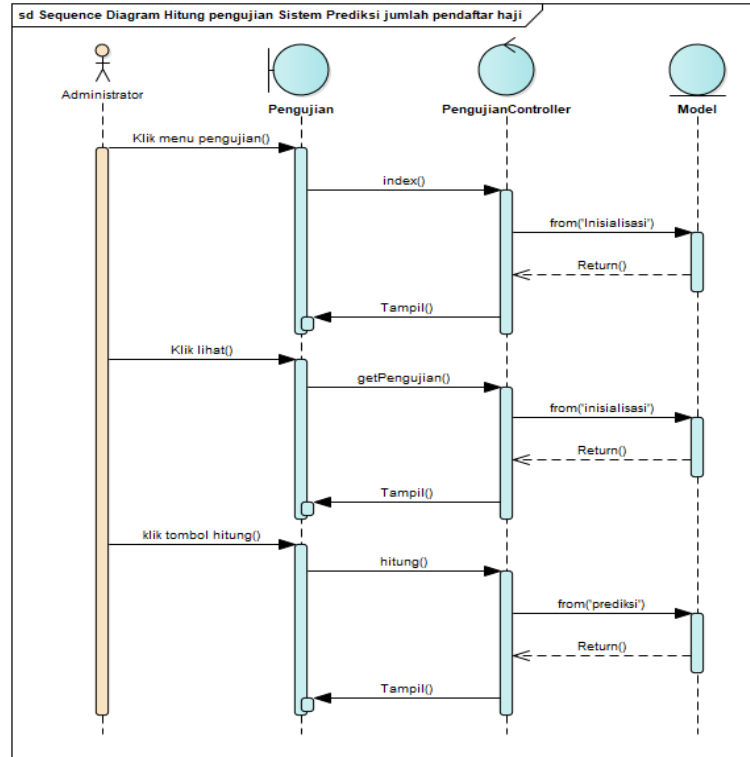 sd Sequence Diagram Hitung pengujian Sistem Prediksi jumlah pendaftar haji
Administrator
Pengujian
PengujianController
Model
Klik menu pengujian()
index()
from('Inisialisasi')
Return()
Tampil()
Klik lihat()
getPengujian()
from('inisialisasi')
Return()
Tampil()
klik tombol hitung()
hitung()
from('prediksi')
Return()
Tampil()